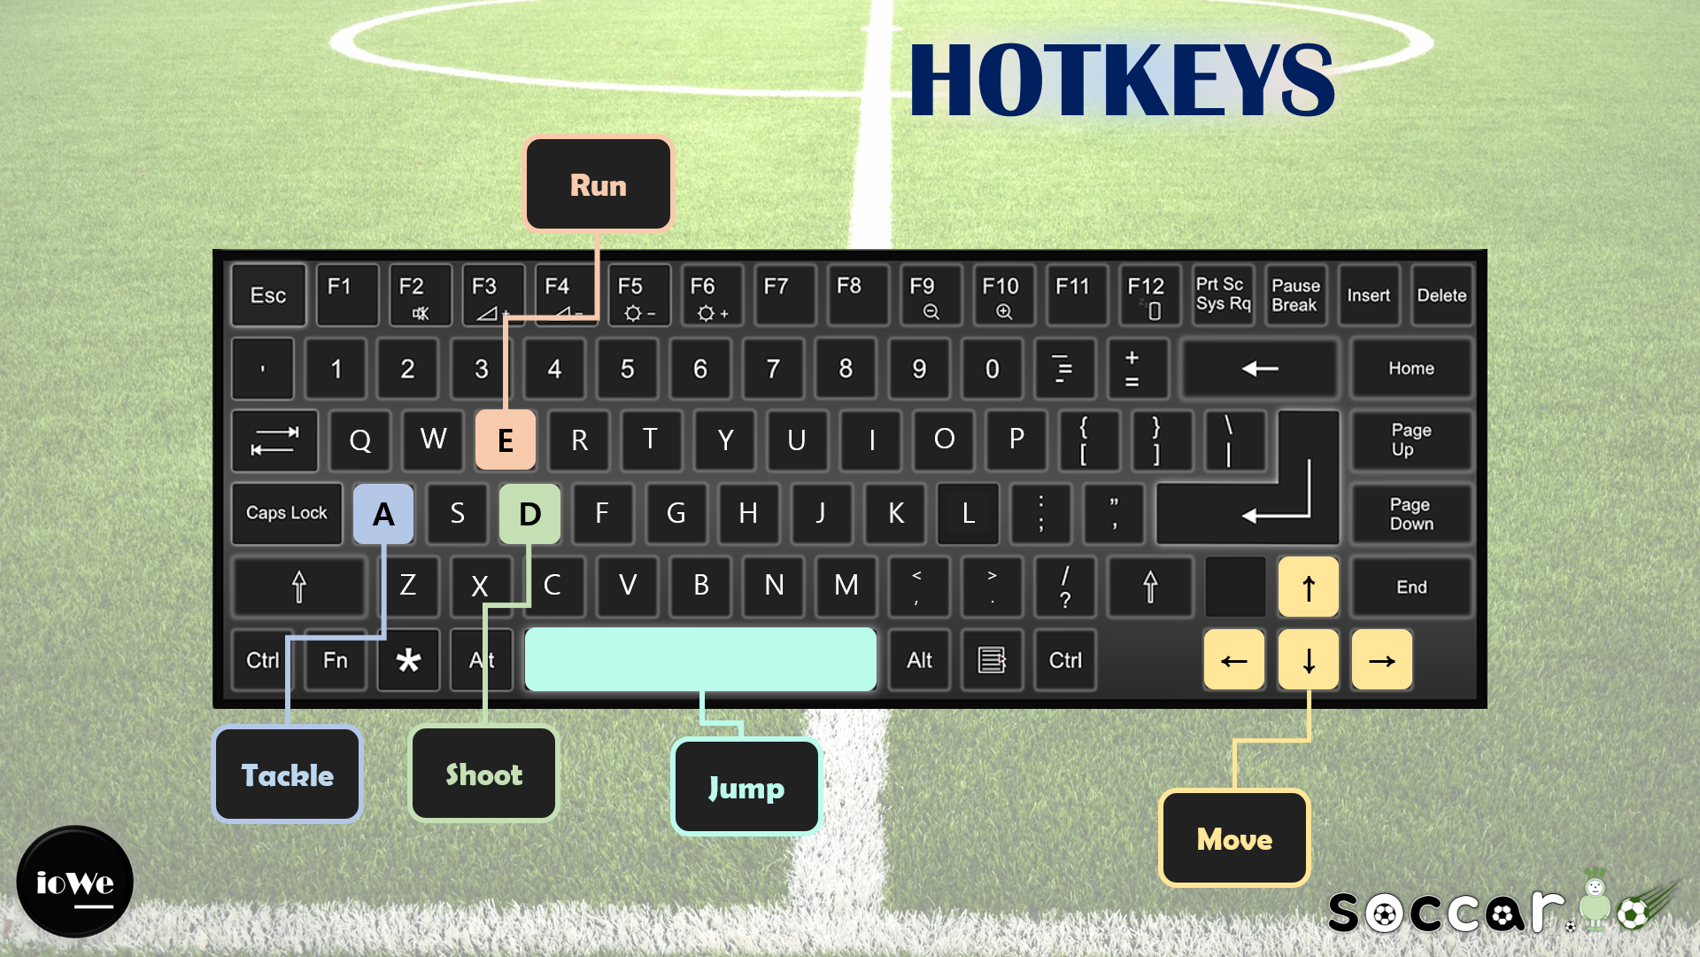 HOTKEYS
Run
Esc F1 F2 F3 + F4 - F5 - F6 + F7 F8 F9 F10 F11 F12 Prt Sc Sys Rq Pause Break Insert Delete
' 1 2 3 4 5 6 7 8 9 0 - = + = ← Home
Q W E R T Y U I O P { [ } ] \ | Page Up
Caps Lock A S D F G H J K L : ; " , Page Down
⇧ Z X C V B N M < , > . / ? ⇧ ↑ End
Ctrl Fn * Alt Alt Ctrl ← ↓ →
Tackle
Shoot
Jump
Move
ioWe
soccar.io